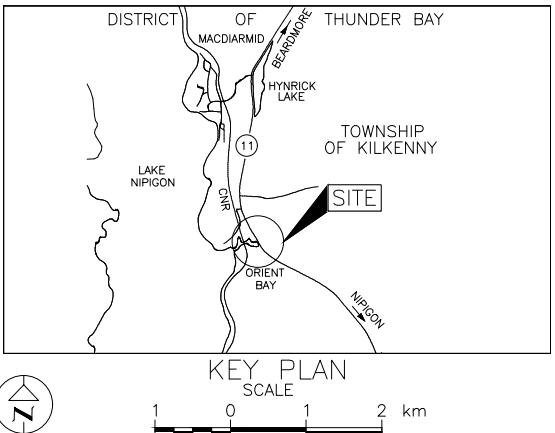 DISTRICT OF THUNDER BAY
MACDIARMID
BEARDMORE
HYNRICK
LAKE
TOWNSHIP
OF KILKENNY
11
LAKE
NIPIGON
CNR
SITE
ORIENT
BAY
NIPIGON
KEY PLAN
SCALE
N
1 0 1 2 km